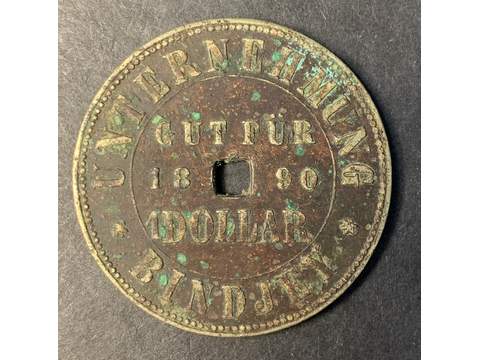 UNTERNEHMUNG
GUT FÜR
18 90
1 DOLLAR
BINDJEY